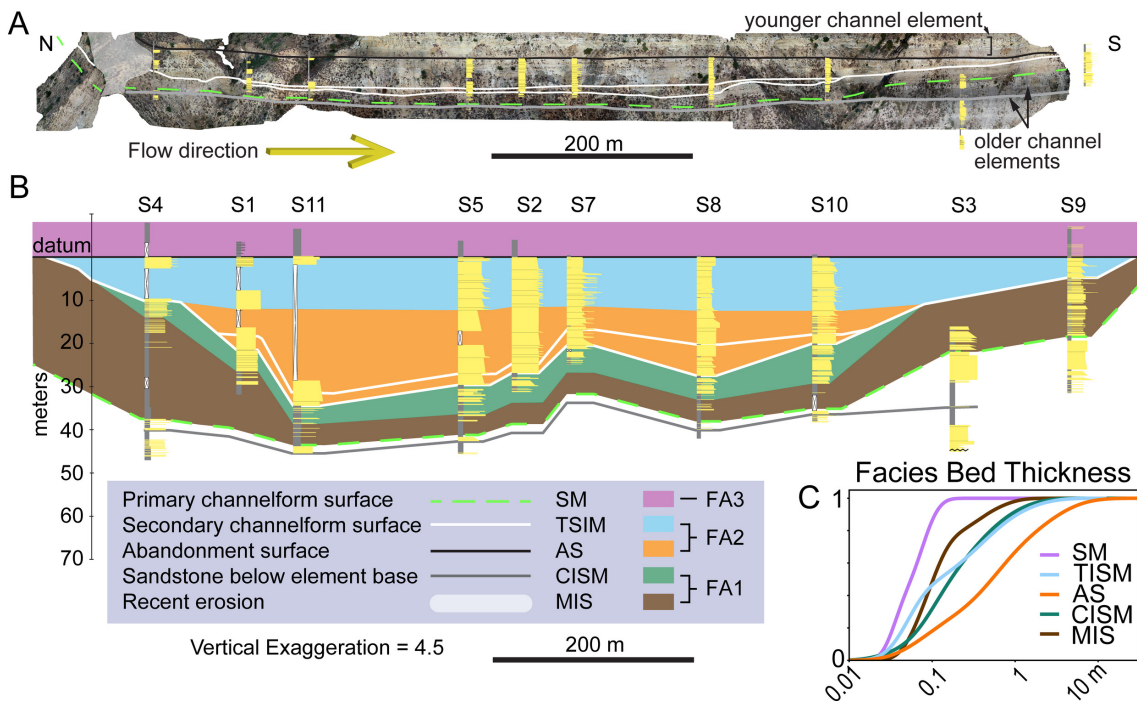 A
N
younger channel element
S
Flow direction
200 m
older channel
elements
B
S4 S1 S11 S5 S2 S7 S8 S10 S3 S9
datum
10
20
30
40
50
60
70
meters
Primary channelform surface
Secondary channelform surface
Abandonment surface
Sandstone below element base
Recent erosion
SM
TSIM
AS
CISM
MIS
FA3
FA2
FA1
Vertical Exaggeration = 4.5
200 m
C
Facies Bed Thickness
1
0
SM
TISM
AS
CISM
MIS
0.01 0.1 1 10 m